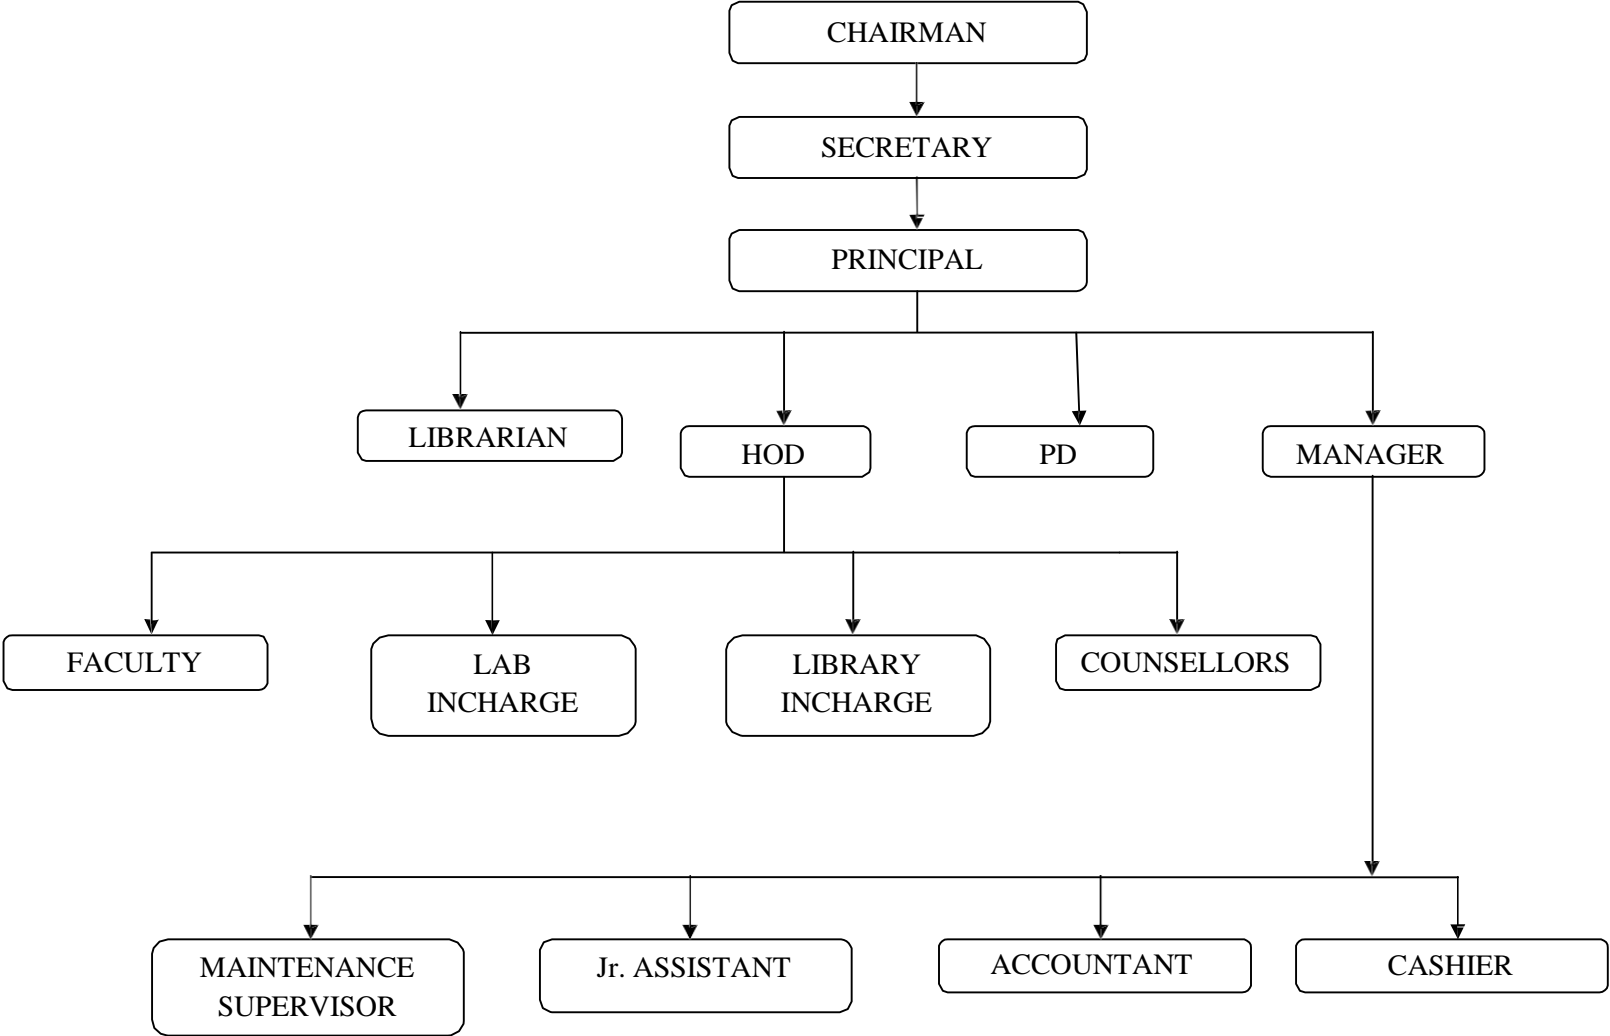 CHAIRMAN
SECRETARY
PRINCIPAL
LIBRARIAN
HOD
PD
MANAGER
FACULTY
LAB
INCHARGE
LIBRARY
INCHARGE
COUNSELLORS
MAINTENANCE
SUPERVISOR
Jr. ASSISTANT
ACCOUNTANT
CASHIER